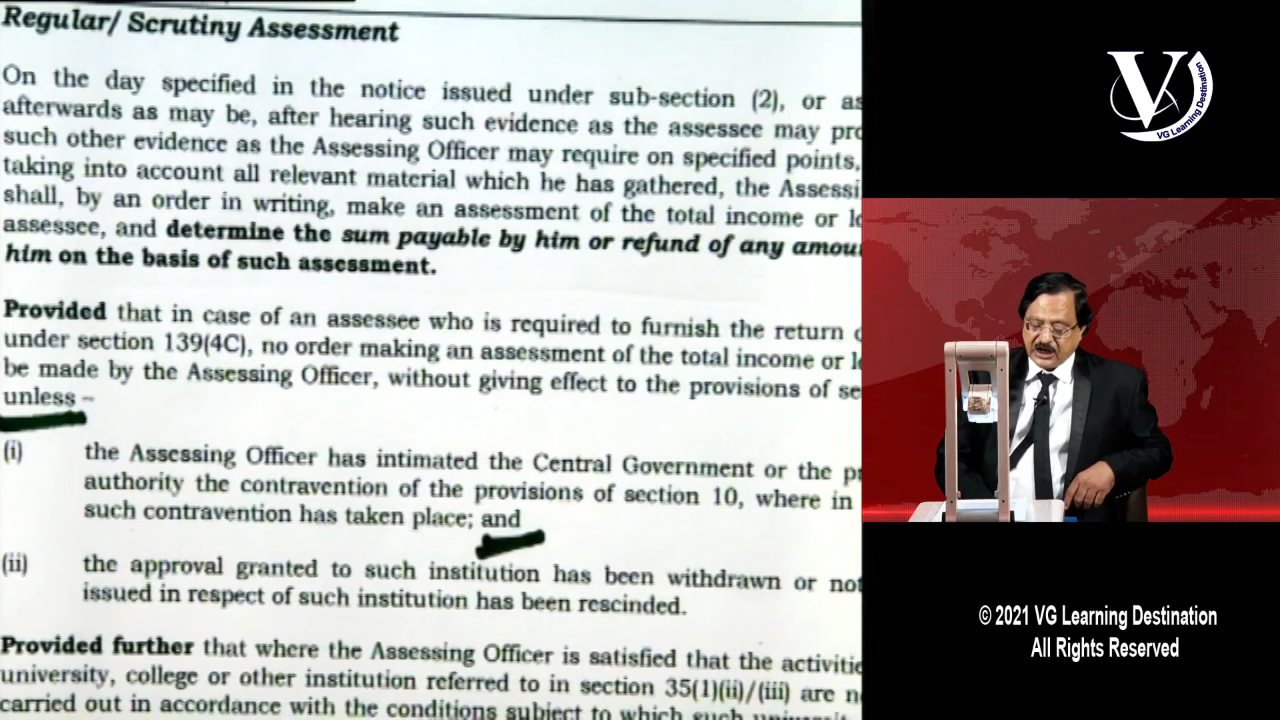 Regular/ Scrutiny Assessment
On the day specified in the notice issued under sub-section (2), or as
afterwards as may be, after hearing such evidence as the assessee may
such other evidence as the Assessing Officer may require on specified points,
taking into account all relevant material which he has gathered, the
shall, by an order in writing, make an assessment of the total income or
assessee, and determine the sum payable by him or refund of any
him on the basis of such assessment.
Provided that in case of an assessee who is required to furnish the return
under section 139(4C), no order making an assessment of the total income or
be made by the Assessing Officer, without giving effect to the provisions of
unless –
(i) the Assessing Officer has intimated the Central Government or the
authority the contravention of the provisions of section 10, where in
such contravention has taken place; and
(ii) the approval granted to such institution has been withdrawn or
issued in respect of such institution has been rescinded.
Provided further that where the Assessing Officer is satisfied that the
university, college or other institution referred to in section 35(1)(ii)/(iii) are
carried out in accordance with the conditions subject to which such
V
VG Learning Destination
© 2021 VG Learning Destination
All Rights Reserved